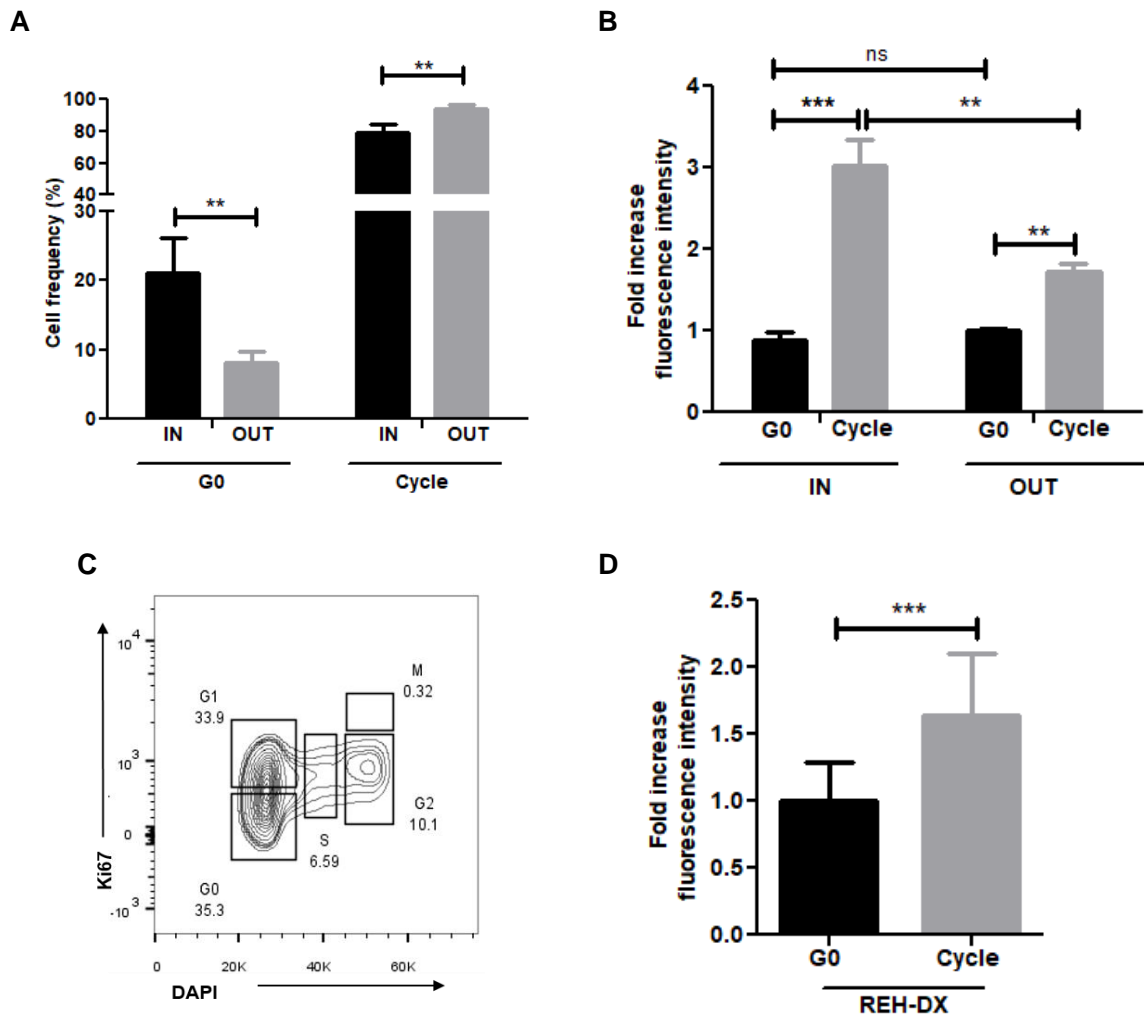 A
**
100
80
60
40
30
20
10
0
Cell frequency (%)
**
IN OUT IN OUT
G0 Cycle
B
ns
*** **
**
4
3
2
1
0
Fold increase
fluorescence intensity
G0 Cycle G0 Cycle
IN OUT
C
10 4
10 3
0
-10 3
Ki67
G1
33.9
M
0.32
G2
10.1
S
6.59
G0
35.3
0 20K 40K 60K
DAPI
D
***
2.5
2.0
1.5
1.0
0.5
0.0
Fold increase
fluorescence intensity
G0 Cycle
REH-DX